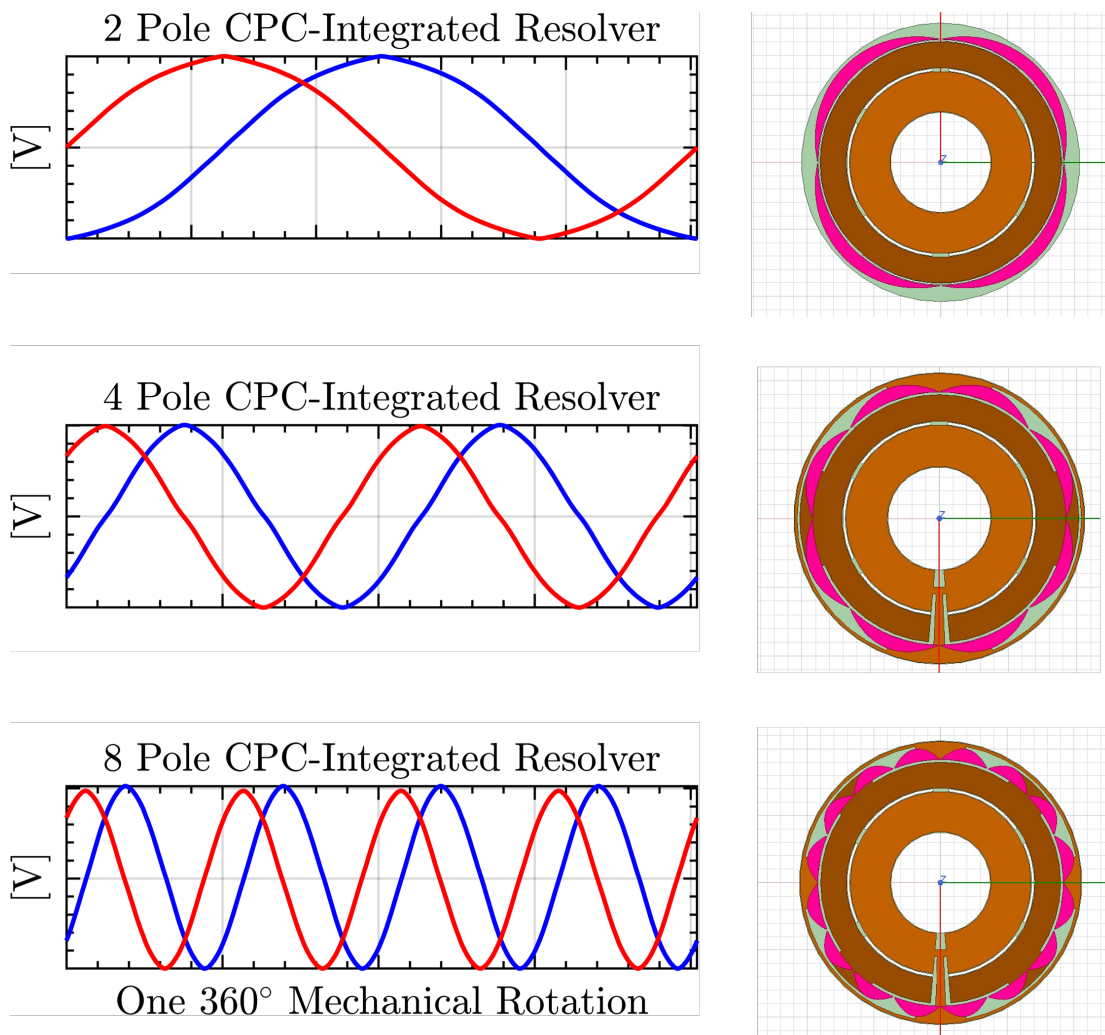 2 Pole CPC-Integrated Resolver
[V]
z
4 Pole CPC-Integrated Resolver
[V]
z
8 Pole CPC-Integrated Resolver
[V]
z
One 360° Mechanical Rotation